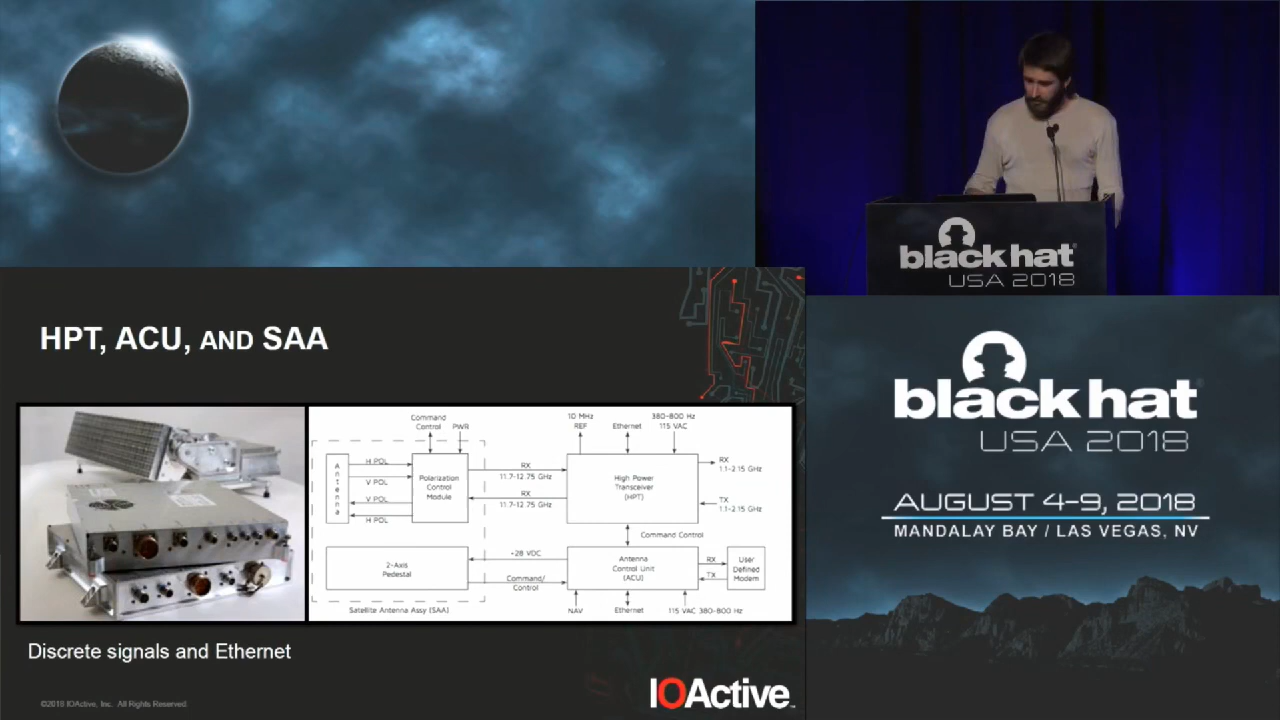 black hat
USA 2018
HPT, ACU, AND SAA
Command
Control
PWR
10 MHz
REF
Ethernet
380-800 Hz
115 VAC
Antenna
H POL
V POL
V POL
H POL
Polarization
Control
Module
RX
11.7-12.75 GHz
RX
11.7-12.75 GHz
High Power
Transceiver
(HPT)
RX
1.1-2.15 GHz
TX
1.1-2.15 GHz
Command Control
2-Axis
Pedestal
+28 VDC
Command/
Control
Antenna
Control Unit
(ACU)
RX
TX
User
Defined
Modem
Satellite Antenna Assy (SAA)
NAV
Ethernet
115 VAC 380-800 Hz
Discrete signals and Ethernet
©2018 IOActive, Inc. All Rights Reserved
IOActive™
black hat
USA 2018
AUGUST 4–9, 2018
MANDALAY BAY / LAS VEGAS, NV